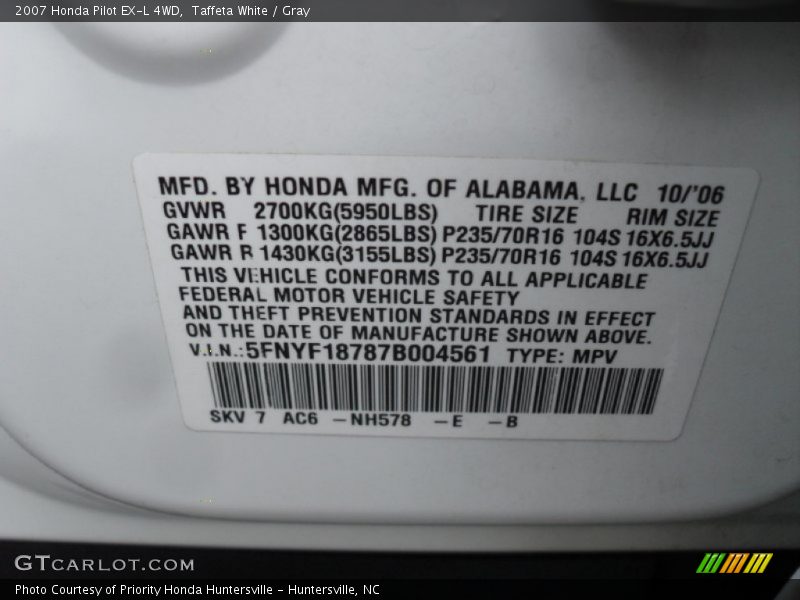 2007 Honda Pilot EX-L 4WD, Taffeta White / Gray
MFD. BY HONDA MFG. OF ALABAMA, LLC 10/'06
GVWR 2700KG(5950LBS) TIRE SIZE RIM SIZE
GAWR F 1300KG(2865LBS) P235/70R16 104S 16X6.5JJ
GAWR R 1430KG(3155LBS) P235/70R16 104S 16X6.5JJ
THIS VEHICLE CONFORMS TO ALL APPLICABLE
FEDERAL MOTOR VEHICLE SAFETY
AND THEFT PREVENTION STANDARDS IN EFFECT
ON THE DATE OF MANUFACTURE SHOWN ABOVE.
V.I.N.:5FNYF18787B004561 TYPE: MPV
SKV 7 AC6 -NH578 -E -B
GTCARLOT.COM
Photo Courtesy of Priority Honda Huntersville - Huntersville, NC